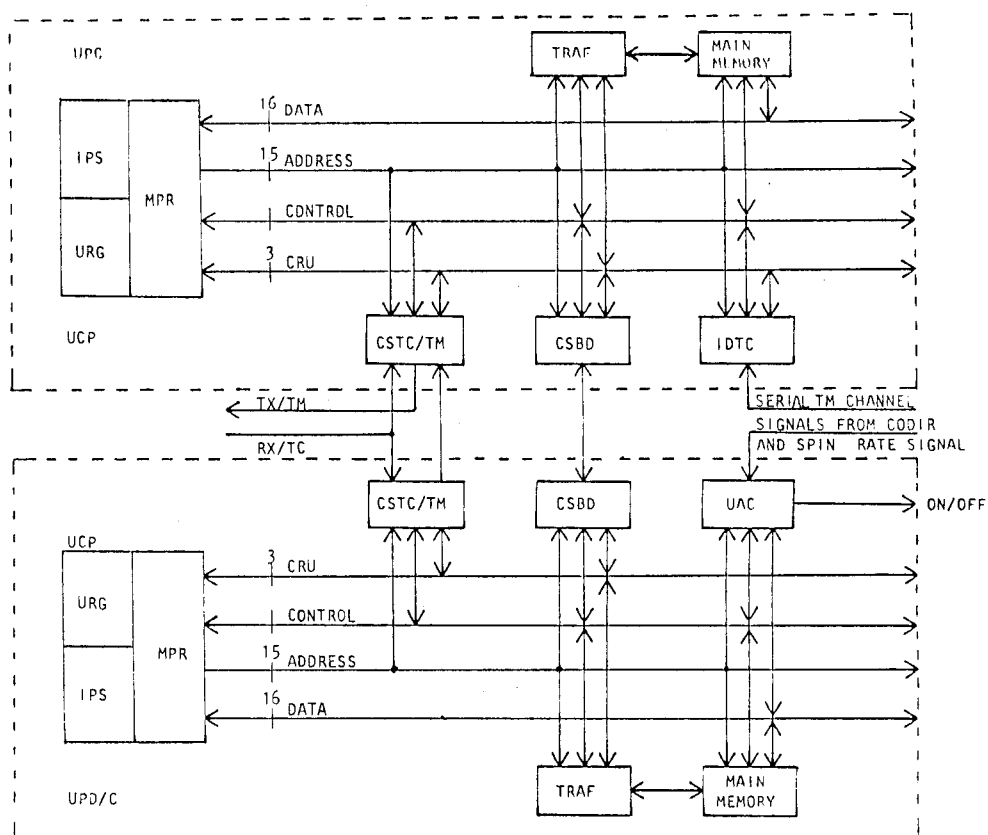 UPC
TRAF
MAIN
MEMORY
16 DATA
IPS
15 ADDRESS
MPR
CONTROL
URG
3 CRU
UCP
CSTC/TM
CSBD
IDTC
TX/TM
SERIAL TM CHANNEL
RX/TC
SIGNALS FROM CODIR
AND SPIN RATE SIGNAL
CSTC/TM
CSBD
UAC
ON/OFF
UCP
3 CRU
URG
CONTROL
MPR
15 ADDRESS
IPS
16 DATA
TRAF
MAIN
MEMORY
UPD/C